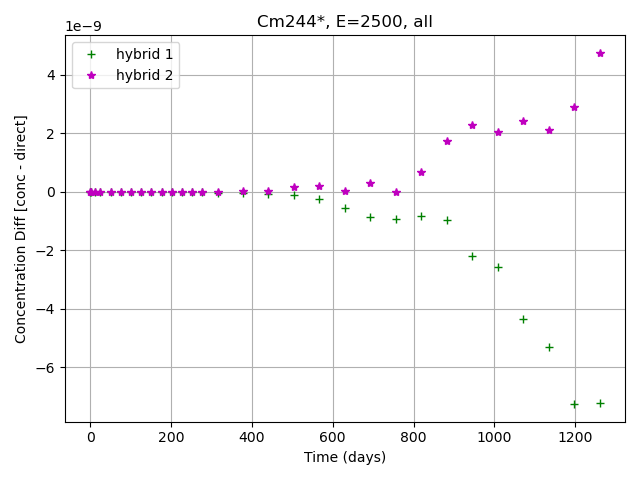 Cm244*, E=2500, all
1e−9
hybrid 1
hybrid 2
4
2
0
−2
−4
−6
Concentration Diff [conc - direct]
0 200 400 600 800 1000 1200
Time (days)